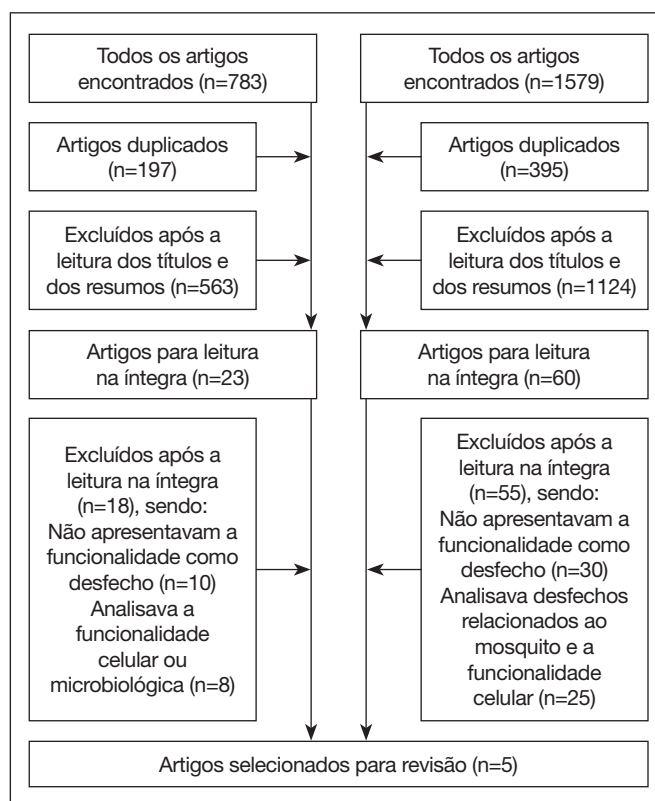 Todos os artigos
encontrados (n=783)
Artigos duplicados
(n=197)
Excluídos após a
leitura dos títulos e
dos resumos (n=563)
Artigos para leitura
na íntegra (n=23)
Excluídos após a
leitura na íntegra
(n=18), sendo:
Não apresentavam a
funcionalidade como
desfecho (n=10)
Analisava a
funcionalidade
celular ou
microbiológica (n=8)
Todos os artigos
encontrados (n=1579)
Artigos duplicados
(n=395)
Excluídos após a
leitura dos títulos e
dos resumos (n=1124)
Artigos para leitura
na íntegra (n=60)
Excluídos após a
leitura na íntegra
(n=55), sendo:
Não apresentavam a
funcionalidade como
desfecho (n=30)
Analisava desfechos
relacionados ao
mosquito e a
funcionalidade
celular (n=25)
Artigos selecionados para revisão (n=5)